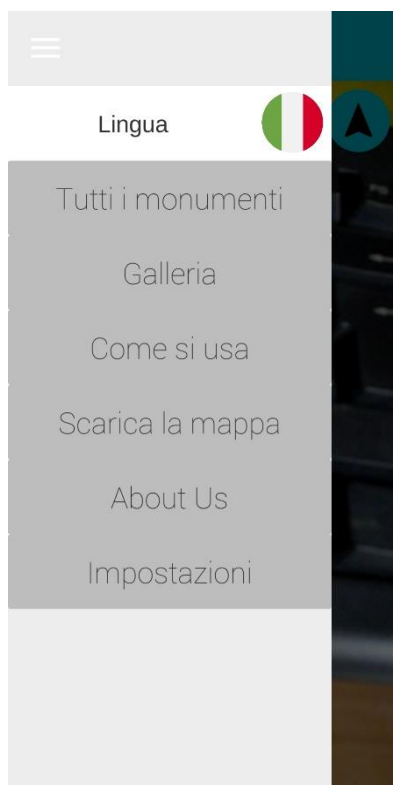 Lingua
Tutti i monumenti
Galleria
Come si usa
Scarica la mappa
About Us
Impostazioni